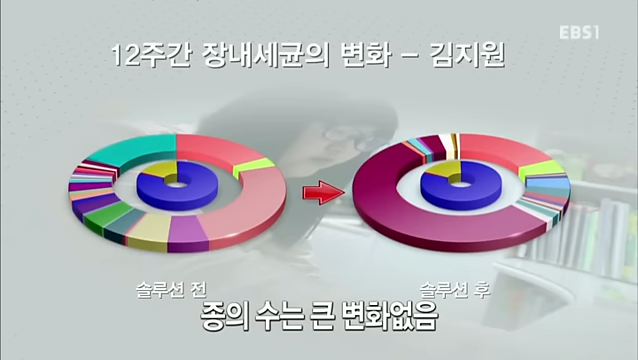 EBS1
12주간 장내세균의 변화 - 김지원
솔루션 전
솔루션 후
종의 수는 큰 변화없음